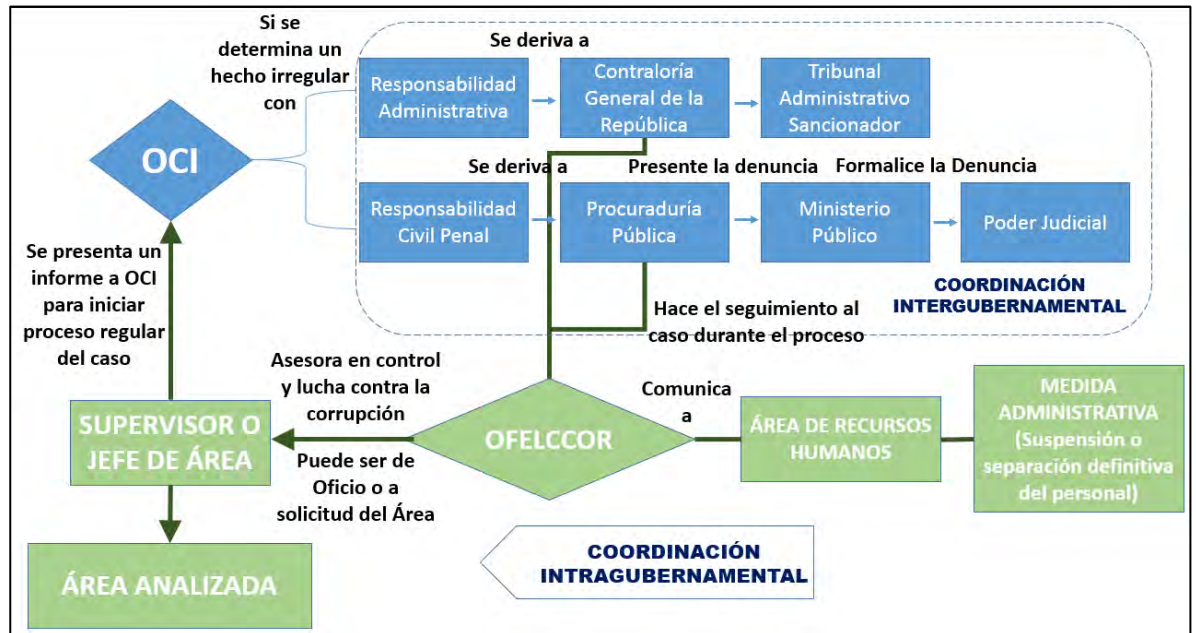 Si se
determina un
hecho irregular
con
Se deriva a
Responsabilidad
Administrativa
Contraloría
General de la
República
Tribunal
Administrativo
Sancionador
OCI
Se deriva a
Presente la denuncia
Formalice la Denuncia
Responsabilidad
Civil Penal
Procuraduría
Pública
Ministerio
Público
Poder Judicial
COORDINACIÓN
INTERGUBERNAMENTAL
Se presenta un
informe a OCI
para iniciar
proceso regular
del caso
Hace el seguimiento al
caso durante el proceso
Asesora en control
y lucha contra la
corrupción
Comunica
a
SUPERVISOR O
JEFE DE ÁREA
OFELCCOR
ÁREA DE RECURSOS
HUMANOS
MEDIDA
ADMINISTRATIVA
(Suspensión o
separación definitiva
del personal)
Puede ser de
Oficio o a
solicitud del Área
ÁREA ANALIZADA
COORDINACIÓN
INTRAGUBERNAMENTAL